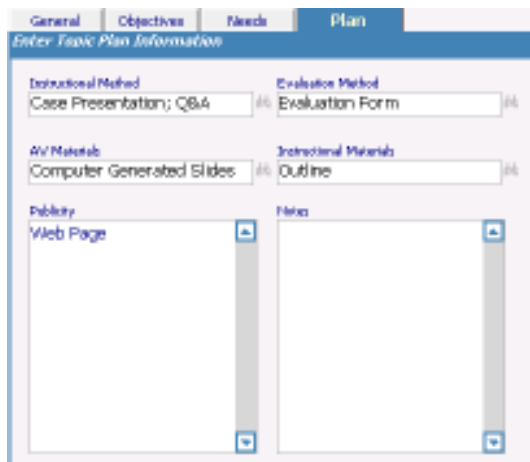 General Objectives Needs Plan
Enter Topic Plan Information
Instructional Method Evaluation Method
Case Presentation; Q&A Evaluation Form
AV Materials Instructional Materials
Computer Generated Slides Outline
Publicity Notes
Web Page